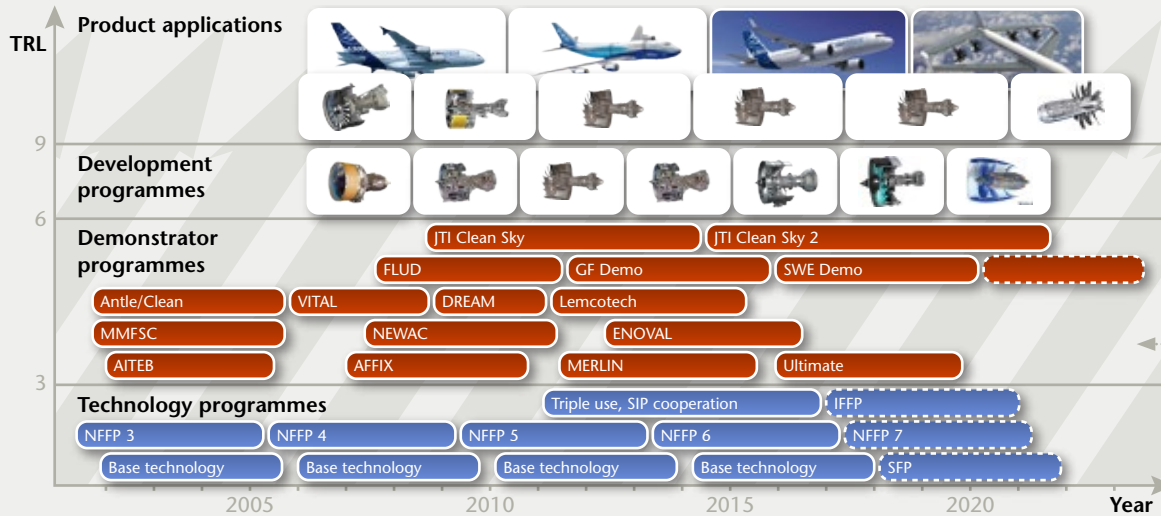 Product applications
TRL
9
Development
programmes
6
Demonstrator
programmes
JTI Clean Sky
JTI Clean Sky 2
FLUD
GF Demo
SWE Demo
Antle/Clean
VITAL
DREAM
Lemcotech
MMFSC
NEWAC
ENOVAL
AITEB
AFFIX
MERLIN
Ultimate
3
Technology programmes
Triple use, SIP cooperation
IFFP
NFFP 3
NFFP 4
NFFP 5
NFFP 6
NFFP 7
Base technology
Base technology
Base technology
Base technology
SFP
2005
2010
2015
2020
Year